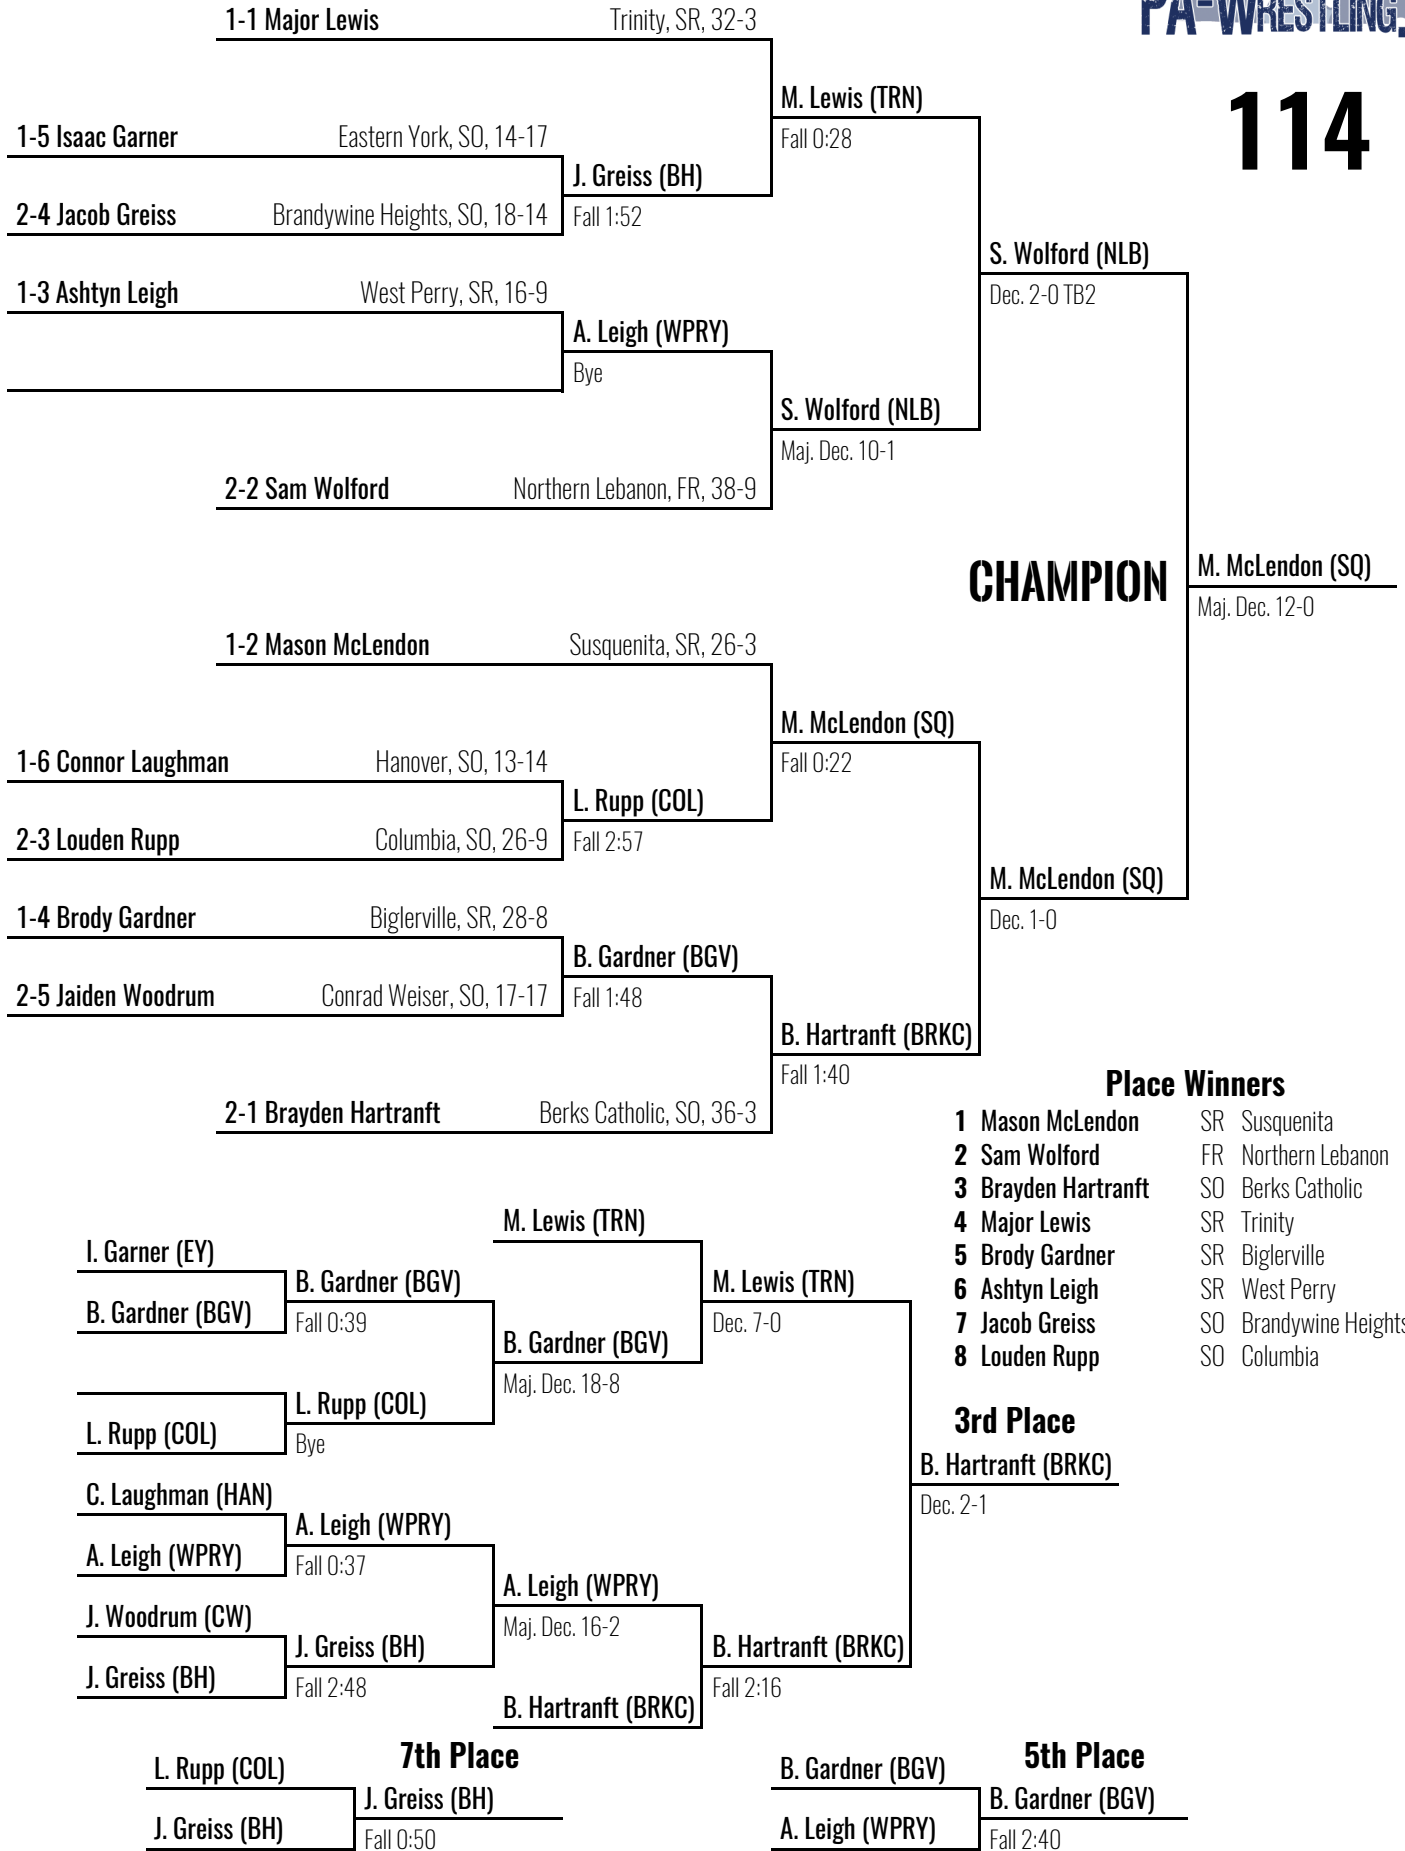 PA-WRESTLING.
114
1-1 Major Lewis Trinity, SR, 32-3
M. Lewis (TRN)
Fall 0:28
1-5 Isaac Garner Eastern York, SO, 14-17
J. Greiss (BH)
Fall 1:52
2-4 Jacob Greiss Brandywine Heights, SO, 18-14
S. Wolford (NLB)
Dec. 2-0 TB2
1-3 Ashtyn Leigh West Perry, SR, 16-9
A. Leigh (WPRY)
Bye
S. Wolford (NLB)
Maj. Dec. 10-1
2-2 Sam Wolford Northern Lebanon, FR, 38-9
CHAMPION
M. McLendon (SQ)
Maj. Dec. 12-0
1-2 Mason McLendon Susquenita, SR, 26-3
M. McLendon (SQ)
Fall 0:22
1-6 Connor Laughman Hanover, SO, 13-14
L. Rupp (COL)
Fall 2:57
2-3 Louden Rupp Columbia, SO, 26-9
M. McLendon (SQ)
Dec. 1-0
1-4 Brody Gardner Biglerville, SR, 28-8
B. Gardner (BGV)
Fall 1:48
2-5 Jaiden Woodrum Conrad Weiser, SO, 17-17
B. Hartranft (BRKC)
Fall 1:40
2-1 Brayden Hartranft Berks Catholic, SO, 36-3
Place Winners
1 Mason McLendon SR Susquenita
2 Sam Wolford FR Northern Lebanon
3 Brayden Hartranft SO Berks Catholic
4 Major Lewis SR Trinity
5 Brody Gardner SR Biglerville
6 Ashtyn Leigh SR West Perry
7 Jacob Greiss SO Brandywine Heights
8 Louden Rupp SO Columbia
M. Lewis (TRN)
I. Garner (EY)
B. Gardner (BGV)
Fall 0:39
B. Gardner (BGV)
M. Lewis (TRN)
Dec. 7-0
B. Gardner (BGV)
Maj. Dec. 18-8
L. Rupp (COL)
Bye
L. Rupp (COL)
3rd Place
B. Hartranft (BRKC)
Dec. 2-1
C. Laughman (HAN)
A. Leigh (WPRY)
Fall 0:37
A. Leigh (WPRY)
A. Leigh (WPRY)
Maj. Dec. 16-2
J. Woodrum (CW)
J. Greiss (BH)
Fall 2:48
J. Greiss (BH)
B. Hartranft (BRKC)
Fall 2:16
B. Hartranft (BRKC)
7th Place
L. Rupp (COL)
J. Greiss (BH)
Fall 0:50
J. Greiss (BH)
5th Place
B. Gardner (BGV)
B. Gardner (BGV)
Fall 2:40
A. Leigh (WPRY)